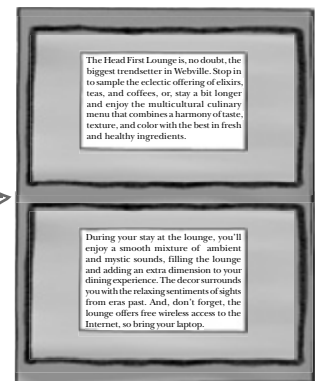 The Head First Lounge is, no doubt, the
biggest trendsetter in Webville. Stop in
to sample the eclectic offering of elixirs,
teas, and coffees, or, stay a bit longer
and enjoy the multicultural culinary
menu that combines a harmony of taste,
texture, and color with the best in fresh
and healthy ingredients.
During your stay at the lounge, you'll
enjoy a smooth mixture of ambient
and mystic sounds, filling the lounge
and adding an extra dimension to your
dining experience. The decor surrounds
you with the relaxing sentiments of sights
from eras past. And, don't forget, the
lounge offers free wireless access to the
Internet, so bring your laptop.